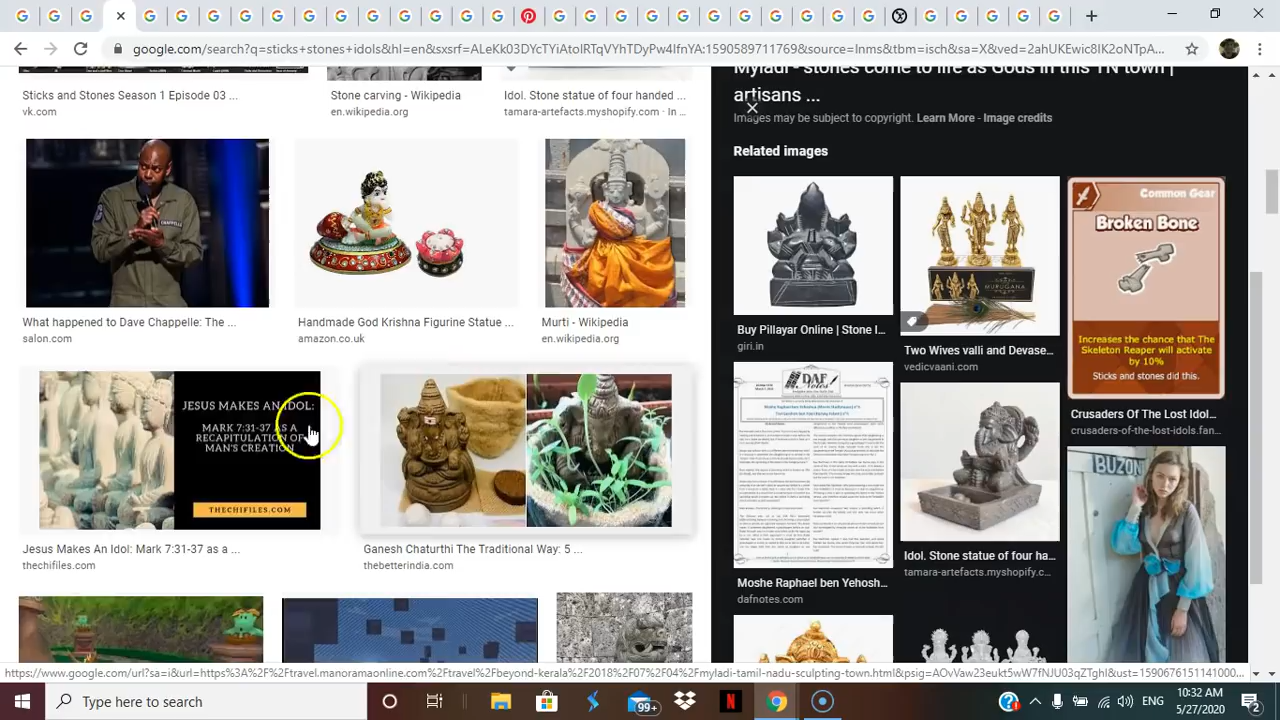 google.com/search?q=sticks+stones+idols&hl=en&sxsrf=ALeKk03DYcTYiAtoIRTqVYhTDyPw4IfnYA:1590589711769&source=lnms&tbm=isch&sa=X&ved=2ahUKEwic8IK2oNTpA...
Sticks and Stones Season 1 Episode 03 ...
vk.com
Stone carving - Wikipedia
en.wikipedia.org
Idol. Stone statue of four handed ...
tamara-artefacts.myshopify.com · In ...
What happened to Dave Chappelle: The ...
salon.com
Handmade God Krishna Figurine Statue ...
amazon.co.uk
Murti - Wikipedia
en.wikipedia.org
CHAPPELLE
JESUS MAKES AN IDOL:
MARK 7:31-37 AS A
RECAPITULATION OF
MAN'S CREATION
THECHIFILES.COM
thechifiles.com
Ganesh Chaturthi The Traditional Way: S...
thebetterindia.com
Myladi - stones come to life as Gods in this TN town |
artisans ...
Images may be subject to copyright. Learn More - Image credits
Related images
Buy Pillayar Online | Stone I...
giri.in
MURUGANA
Two Wives valli and Devase...
vedicvaani.com
Common Gear
Broken Bone
Increases the chance that The
Skeleton Reaper will activate
by 10%
Sticks and stones did this.
Crusaders Of The Lost Idol...
crusaders-of-the-lost-idols.fan...
DAF
Notes
Moshe Raphael ben Yehosh...
dafnotes.com
Idol. Stone statue of four ha...
tamara-artefacts.myshopify.c...
https://www.google.com/url?sa=i&url=https%3A%2F%2Ftravel.manoramaonline.com%2Ftravel%2Fbeyond-kerala%2F2018%2F07%2F04%2Fmyladi-tamil-nadu-sculpting-town.html&psig=AOvVaw23eukt5wW7fNJU03qZTghl&ust=1590676151141000...
Type here to search
99+
N
ENG
10:32 AM
5/27/2020
2